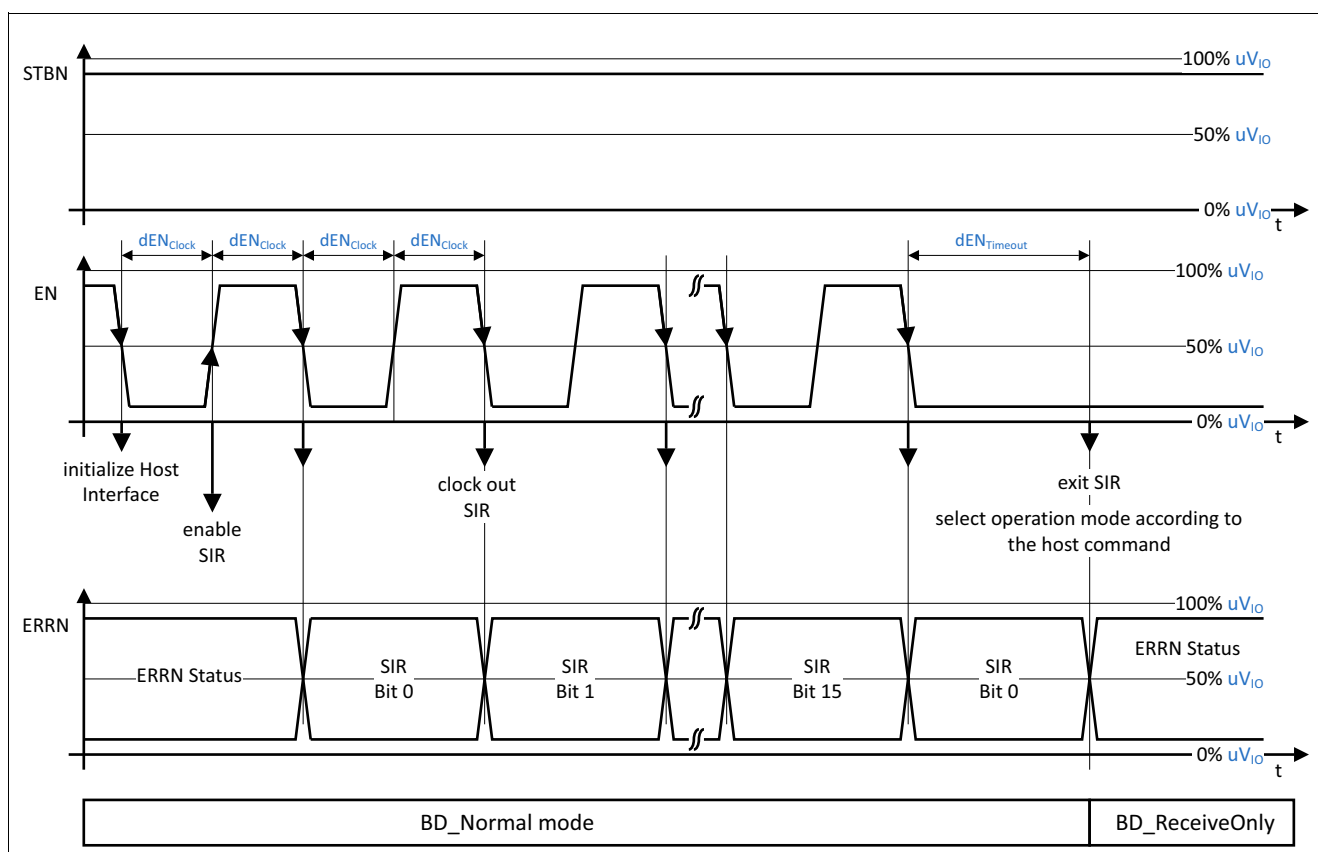 100% uVIO
STBN
50% uVIO
0% uVIO
t
dENClock dENClock dENClock dENClock dENTimeout
100% uVIO
EN
50% uVIO
0% uVIO
t
initialize Host
Interface
enable
SIR
clock out
SIR
exit SIR
select operation mode according to
the host command
100% uVIO
ERRN
ERRN Status
SIR
Bit 0
SIR
Bit 1
SIR
Bit 15
SIR
Bit 0
ERRN Status
50% uVIO
0% uVIO
t
BD_Normal mode
BD_ReceiveOnly